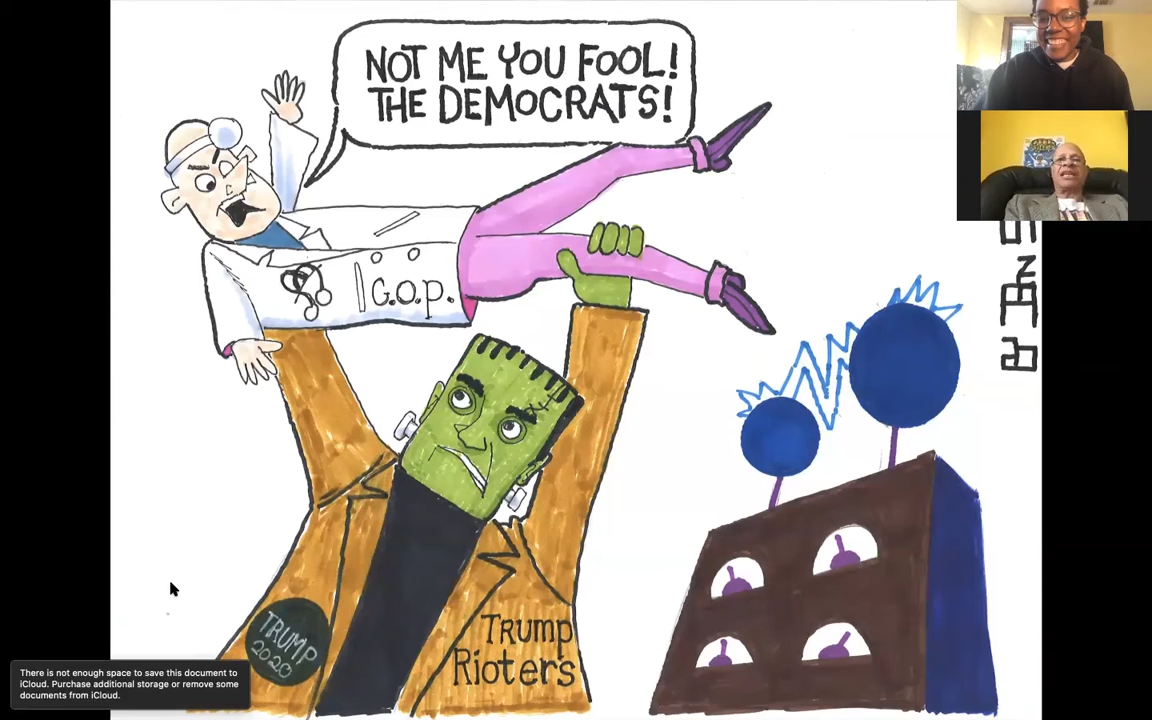 NOT ME YOU FOOL!
THE DEMOCRATS!
G.O.P.
TRUMP
2020
Trump
Rioter's
There is not enough space to save this document to
iCloud. Purchase additional storage or remove some
documents from iCloud.